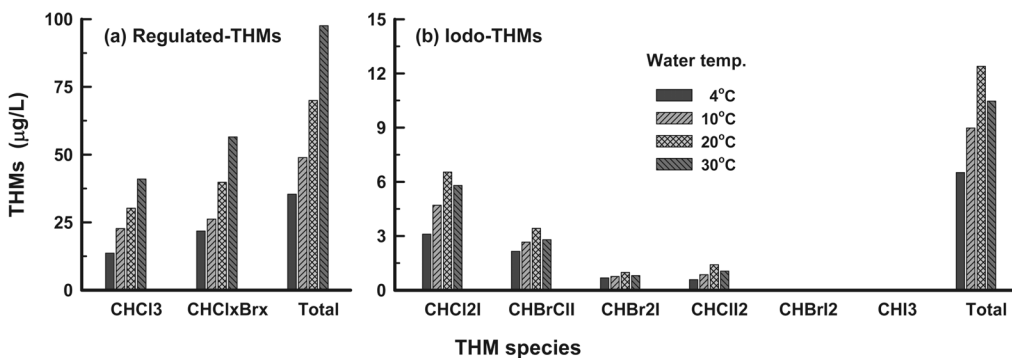 (a) Regulated-THMs
THMs (μg/L)
100
75
50
25
0
CHCl3 CHClxBrx Total
(b) Iodo-THMs
15
12
9
6
3
0
Water temp.
4°C
10°C
20°C
30°C
CHCl2I CHBrClI CHBr2I CHClI2 CHBrI2 CHI3 Total
THM species